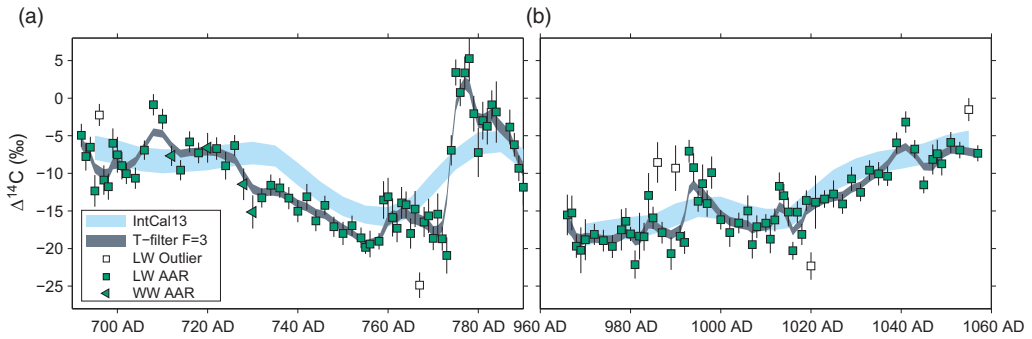 (a)
(b)
Δ14C (‰)
5
0
−5
−10
−15
−20
−25
IntCal13
T−filter F=3
LW Outlier
LW AAR
WW AAR
700 AD
720 AD
740 AD
760 AD
780 AD
960 AD
980 AD
1000 AD
1020 AD
1040 AD
1060 AD